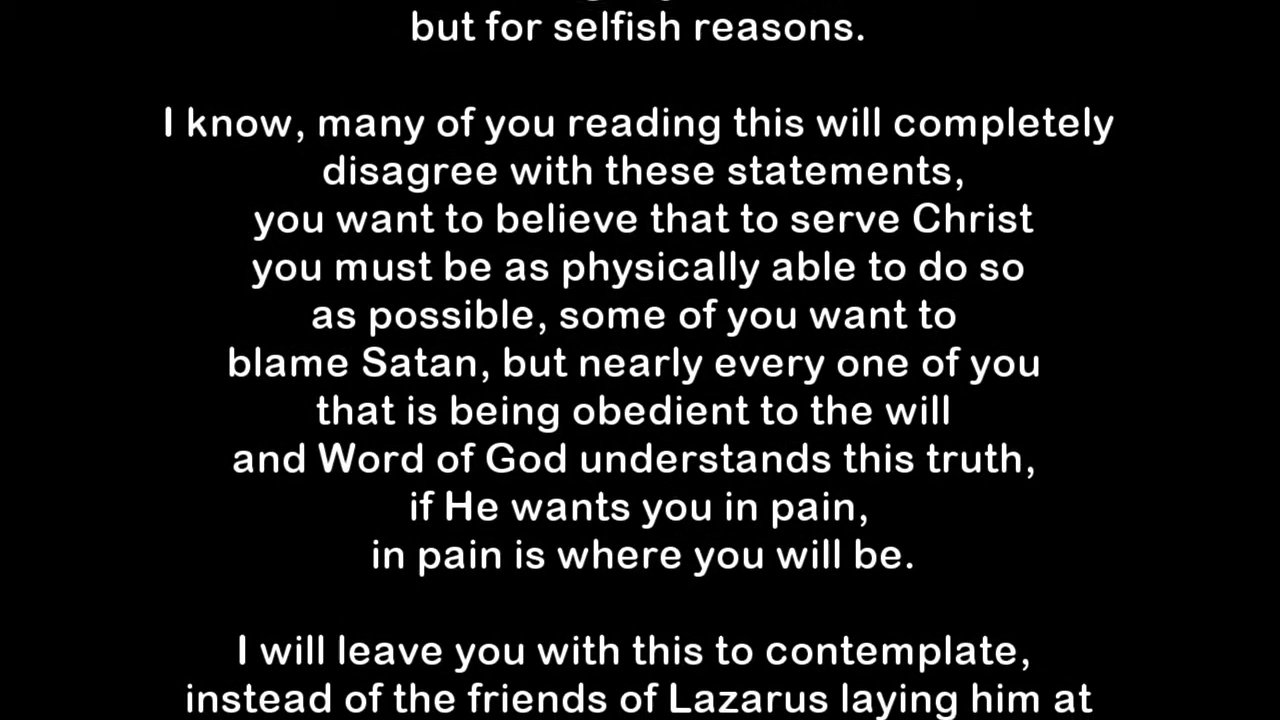 but for selfish reasons.
I know, many of you reading this will completely
disagree with these statements,
you want to believe that to serve Christ
you must be as physically able to do so
as possible, some of you want to
blame Satan, but nearly every one of you
that is being obedient to the will
and Word of God understands this truth,
if He wants you in pain,
in pain is where you will be.
I will leave you with this to contemplate,
instead of the friends of Lazarus laying him at